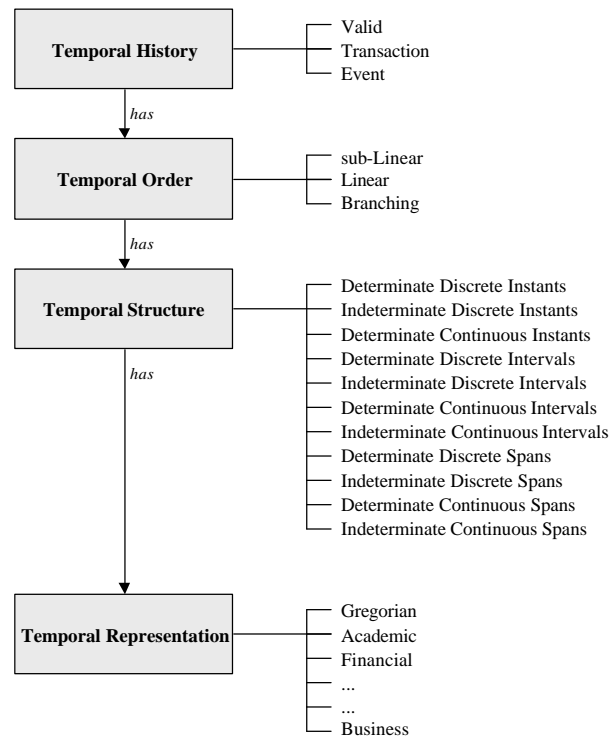 Temporal History
Valid
Transaction
Event
has
Temporal Order
sub-Linear
Linear
Branching
has
Temporal Structure
Determinate Discrete Instants
Indeterminate Discrete Instants
Determinate Continuous Instants
Determinate Discrete Intervals
Indeterminate Discrete Intervals
Determinate Continuous Intervals
Indeterminate Continuous Intervals
Determinate Discrete Spans
Indeterminate Discrete Spans
Determinate Continuous Spans
Indeterminate Continuous Spans
has
Temporal Representation
Gregorian
Academic
Financial
...
...
Business